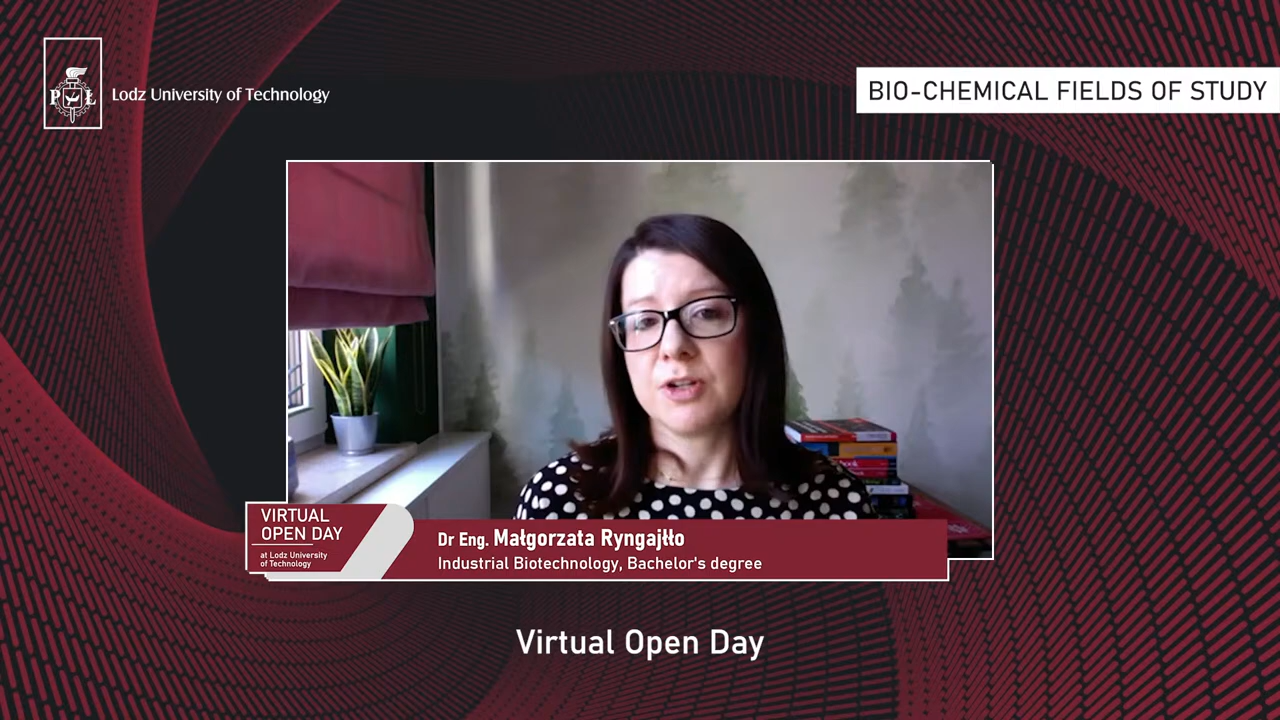 P Ł
Lodz University of Technology
BIO-CHEMICAL FIELDS OF STUDY
VIRTUAL
OPEN DAY
at Lodz University
of Technology
Dr Eng. Małgorzata Ryngajłło
Industrial Biotechnology, Bachelor's degree
Virtual Open Day